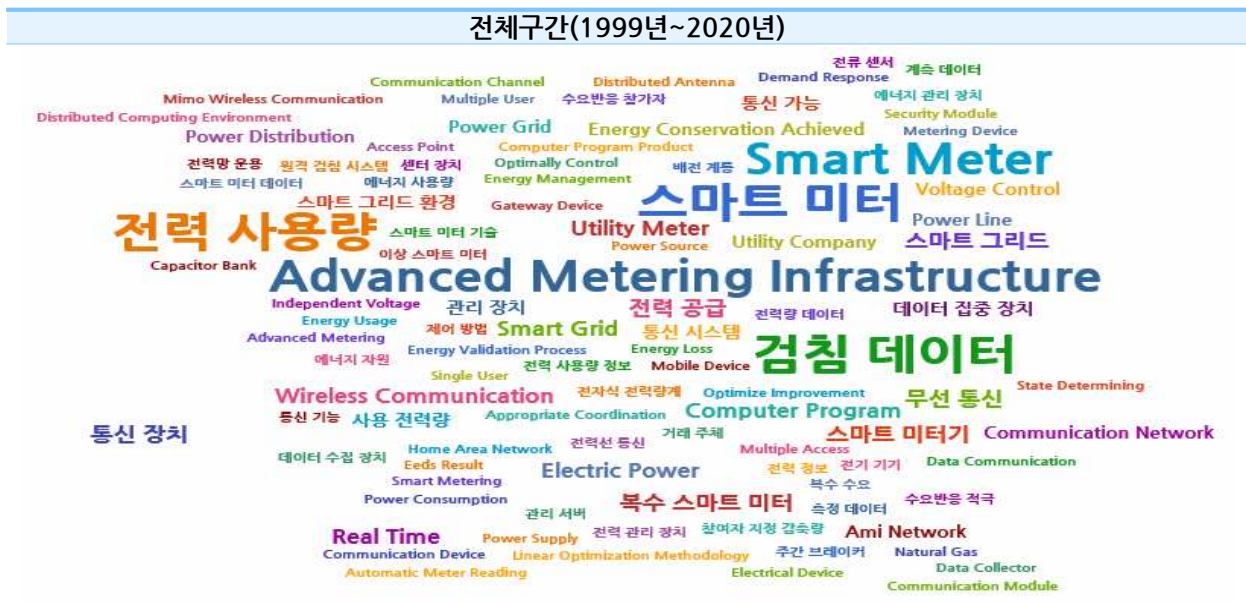 전체구간(1999년~2020년)
전류 센서
계측 데이터
Communication Channel
Distributed Antenna
Demand Response
Mimo Wireless Communication
Multiple User
수요반응 참가자
통신 가능
에너지 관리 장치
Distributed Computing Environment
Security Module
Power Distribution
Power Grid
Energy Conservation Achieved
Metering Device
Access Point
Computer Program Product
전력망 운용
원격 검침 시스템
센터 장치
Optimally Control
배전 계통
Smart Meter
스마트 미터 데이터
에너지 사용량
Energy Management
스마트 미터
Voltage Control
스마트 그리드 환경
Gateway Device
Power Line
전력 사용량
스마트 미터 기술
Utility Meter
Power Source
Utility Company
스마트 그리드
이상 스마트 미터
Capacitor Bank
Advanced Metering Infrastructure
Independent Voltage
관리 장치
전력 공급
전력량 데이터
데이터 집중 장치
Energy Usage
제어 방법
Smart Grid
통신 시스템
Advanced Metering
Energy Validation Process
Energy Loss
검침 데이터
에너지 자원
전력 사용량 정보
Mobile Device
Single User
Wireless Communication
전자식 전력량계
Optimize Improvement
무선 통신
State Determining
통신 기능
사용 전력량
Appropriate Coordination
Computer Program
통신 장치
거래 주체
스마트 미터기
Communication Network
데이터 수집 장치
Home Area Network
전력선 통신
Multiple Access
Eeds Result
Electric Power
전력 정보
전기 기기
Data Communication
Smart Metering
복수 수요
Power Consumption
복수 스마트 미터
측정 데이터
수요반응 적극
관리 서버
Real Time
Power Supply
전력 관리 장치
참여자 지정 감축량
Ami Network
Communication Device
Linear Optimization Methodology
주간 브레이커
Natural Gas
Automatic Meter Reading
Electrical Device
Data Collector
Communication Module